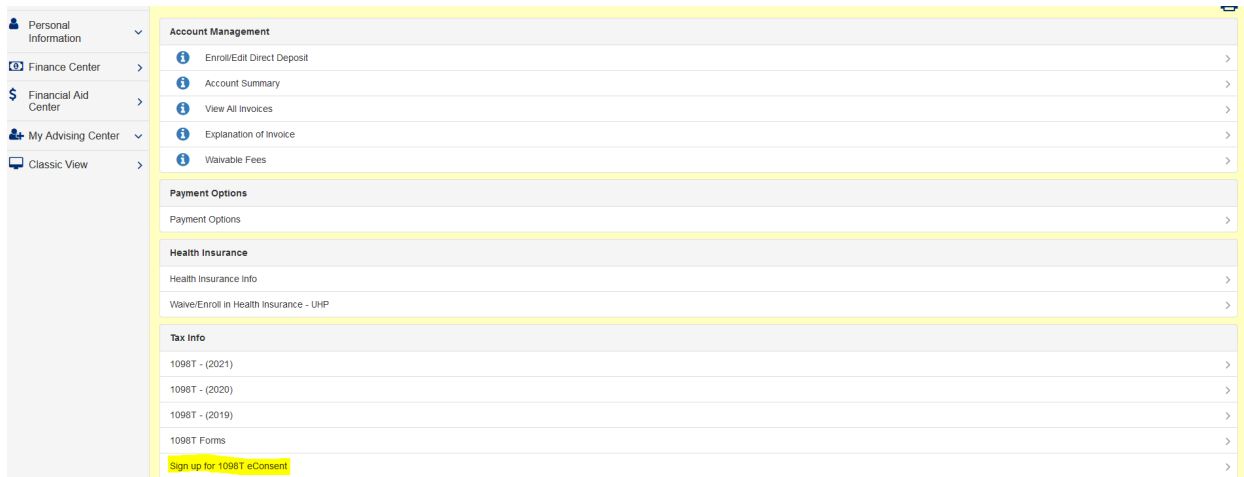 Personal
Information
Finance Center
Financial Aid
Center
My Advising Center
Classic View
Account Management
Enroll/Edit Direct Deposit
Account Summary
View All Invoices
Explanation of Invoice
Waivable Fees
Payment Options
Payment Options
Health Insurance
Health Insurance Info
Waive/Enroll in Health Insurance - UHP
Tax Info
1098T - (2021)
1098T - (2020)
1098T - (2019)
1098T Forms
Sign up for 1098T eConsent